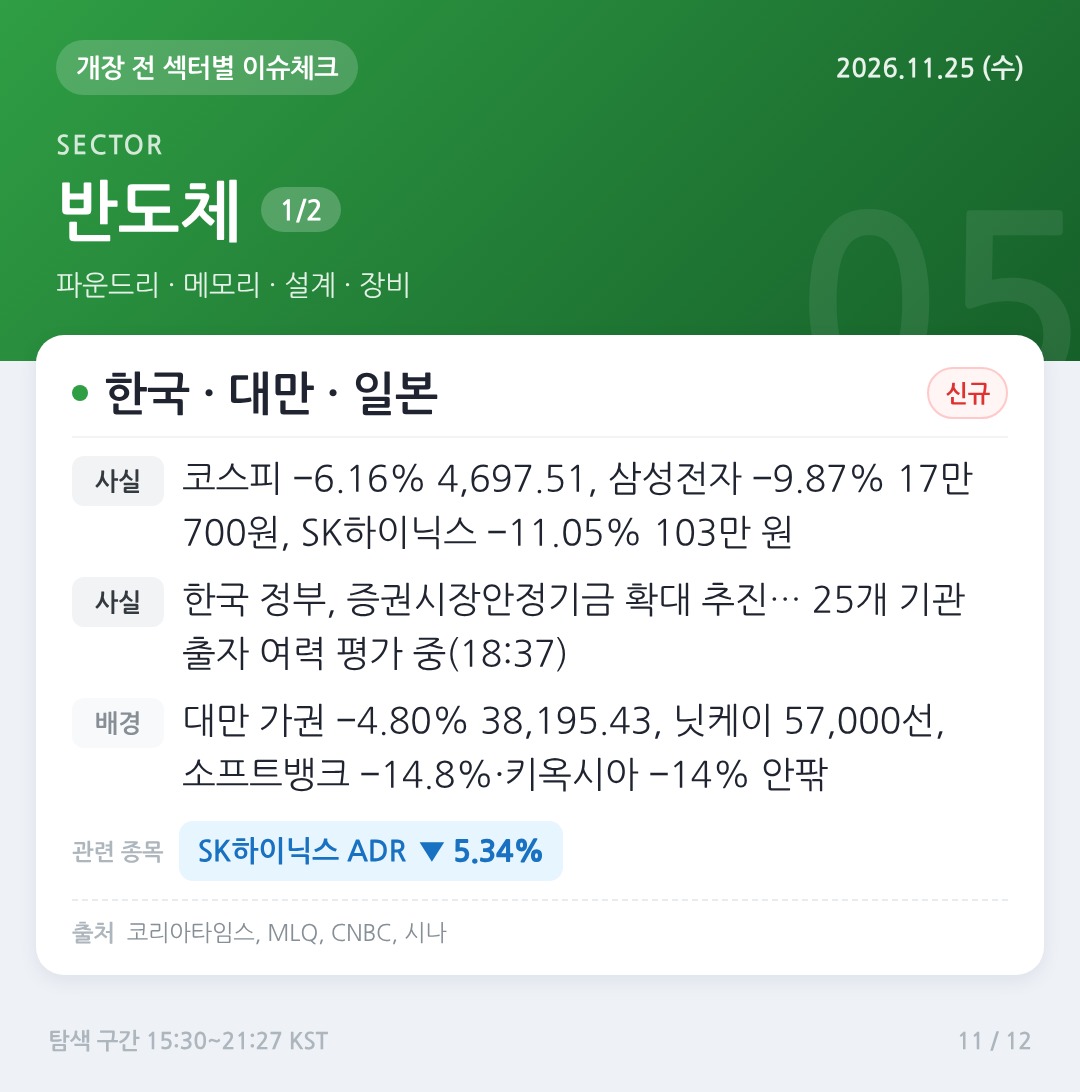 개장 전 섹터별 이슈체크
2026.11.25 (수)
SECTOR
반도체 1/2
파운드리 · 메모리 · 설계 · 장비
05
한국 · 대만 · 일본
신규
사실 코스피 −6.16% 4,697.51, 삼성전자 −9.87% 17만
700원, SK하이닉스 −11.05% 103만 원
사실 한국 정부, 증권시장안정기금 확대 추진… 25개 기관
출자 여력 평가 중(18:37)
배경 대만 가권 −4.80% 38,195.43, 닛케이 57,000선,
소프트뱅크 −14.8%·키옥시아 −14% 안팎
관련 종목 SK하이닉스 ADR ▼ 5.34%
출처 코리아타임스, MLQ, CNBC, 시나
탐색 구간 15:30~21:27 KST
11 / 12